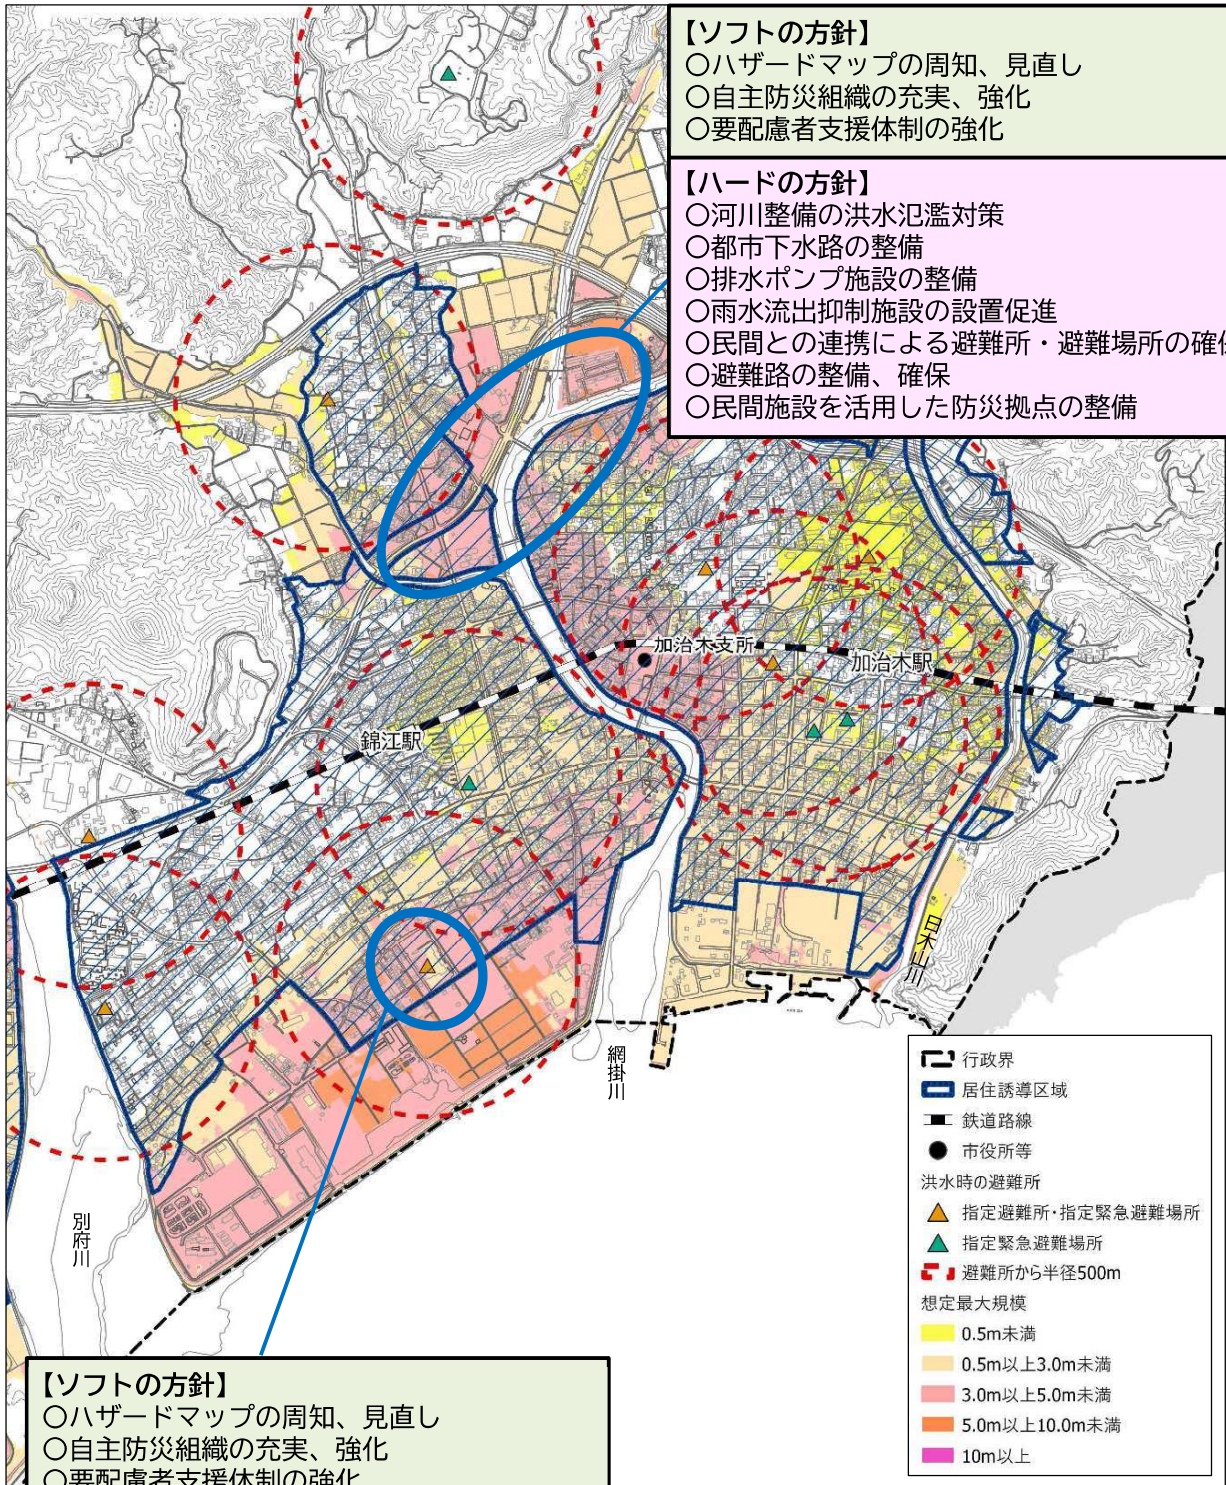 【ソフトの方針】
○ハザードマップの周知、見直し
○自主防災組織の充実、強化
○要配慮者支援体制の強化
【ハードの方針】
○河川整備の洪水氾濫対策
○都市下水路の整備
○排水ポンプ施設の整備
○雨水流出抑制施設の設置促進
○民間との連携による避難所・避難場所の確保
○避難路の整備、確保
○民間施設を活用した防災拠点の整備
加治木支所
加治木駅
錦江駅
日木山川
網掛川
別府川
行政界
居住誘導区域
鉄道路線
市役所等
洪水時の避難所
指定避難所・指定緊急避難場所
指定緊急避難場所
避難所から半径500m
想定最大規模
0.5m未満
0.5m以上3.0m未満
3.0m以上5.0m未満
5.0m以上10.0m未満
10m以上
【ソフトの方針】
○ハザードマップの周知、見直し
○自主防災組織の充実、強化
○要配慮者支援体制の強化